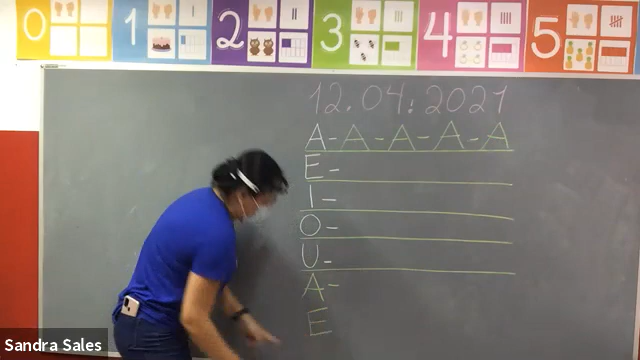 0 1 2 3 4 5
12.04.2021
A-A-A-A-A
E-
I-
O-
U-
A-
E
Sandra Sales